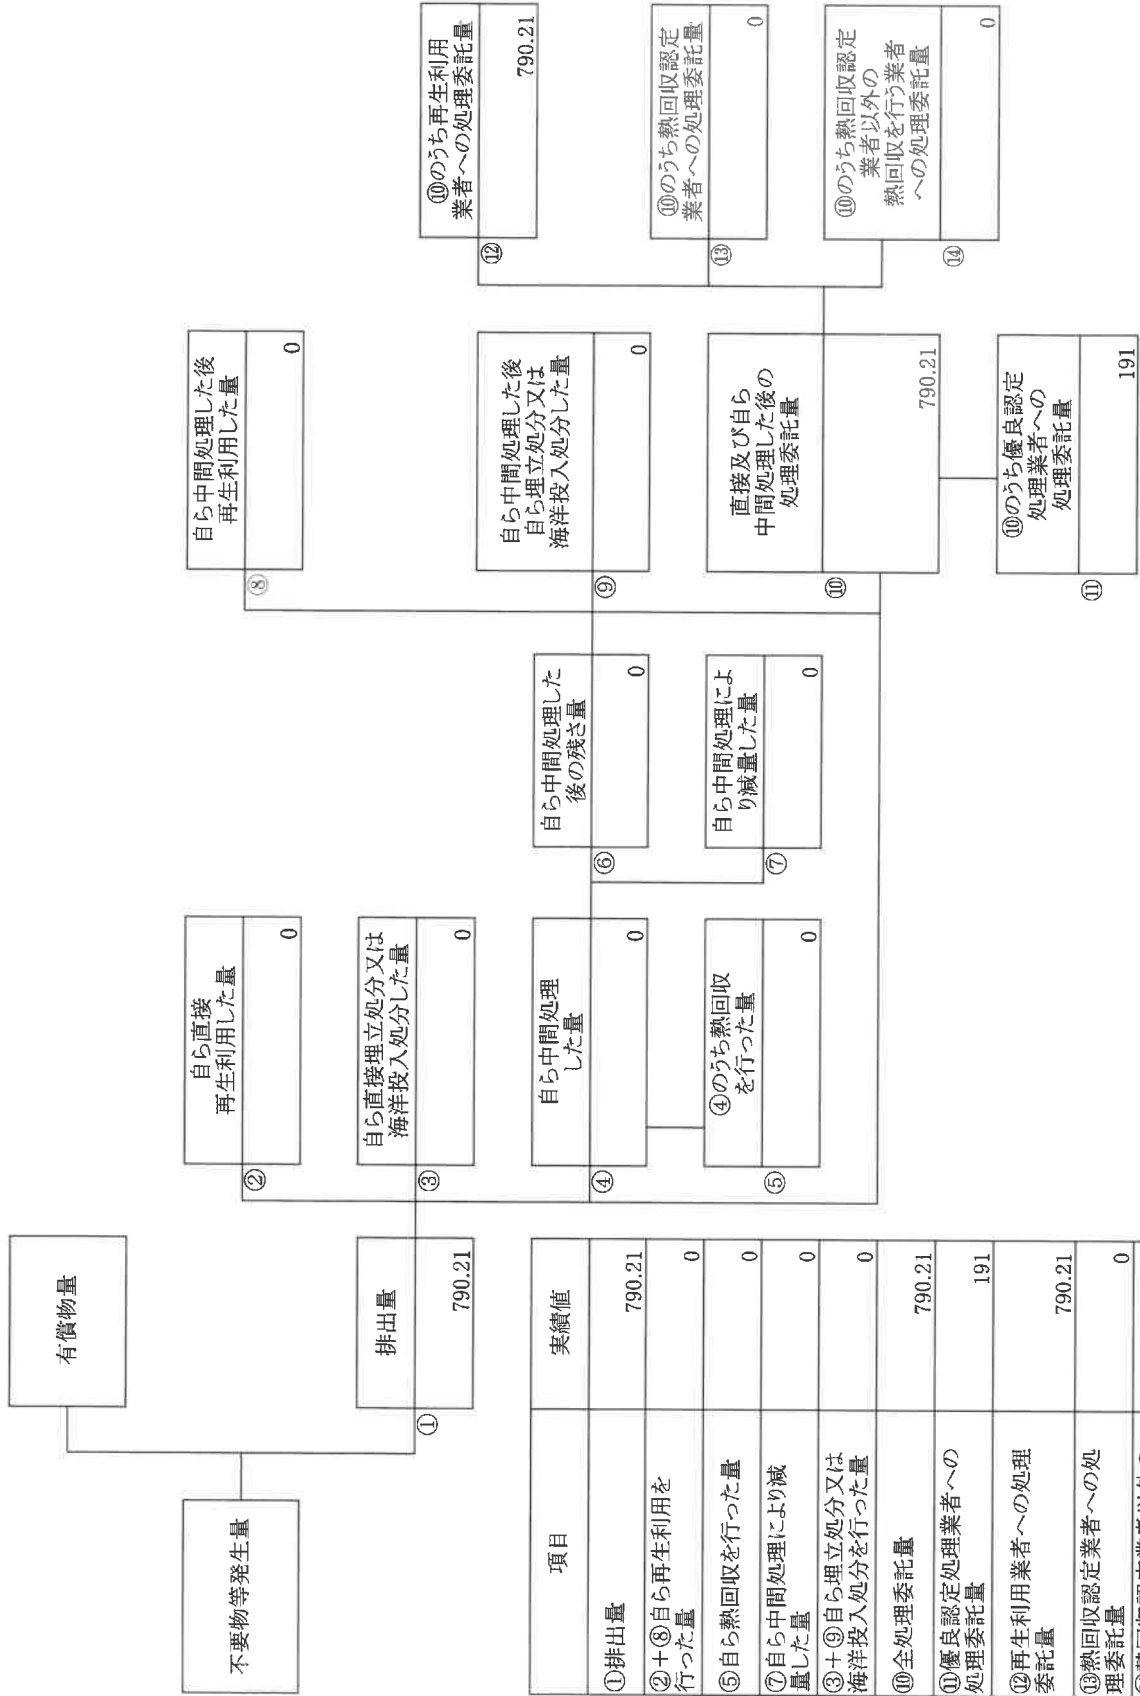 有償物量
不要物等発生量
排出量
①
790.21
自ら直接
再生利用した量
②
0
自ら直接埋立処分又は
海洋投入処分した量
③
0
自ら中間処理
した量
④
0
④のうち熱回収
を行った量
⑤
0
自ら中間処理した
後の残さ量
⑥
0
自ら中間処理によ
り減量した量
⑦
0
自ら中間処理した後
再生利用した量
⑧
0
自ら中間処理した後
自ら埋立処分又は
海洋投入処分した量
⑨
0
直接及び自ら
中間処理した後の
処理委託量
⑩
790.21
⑩のうち優良認定
処理業者への
処理委託量
⑪
191
⑩のうち再生利用
業者への処理委託量
⑫
790.21
⑩のうち熱回収認定
業者への処理委託量
⑬
0
⑩のうち熱回収認定
業者以外の
熱回収を行う業者
への処理委託量
⑭
0
項目 実績値
①排出量 790.21
②+⑧自ら再生利用を
行った量 0
⑤自ら熱回収を行った量 0
⑦自ら中間処理により減
量した量 0
③+⑨自ら埋立処分又は
海洋投入処分を行った量 0
⑩全処理委託量 790.21
⑪優良認定処理業者への
処理委託量 191
⑫再生利用業者への処理
委託量 790.21
⑬熱回収認定業者への処
理委託量 0